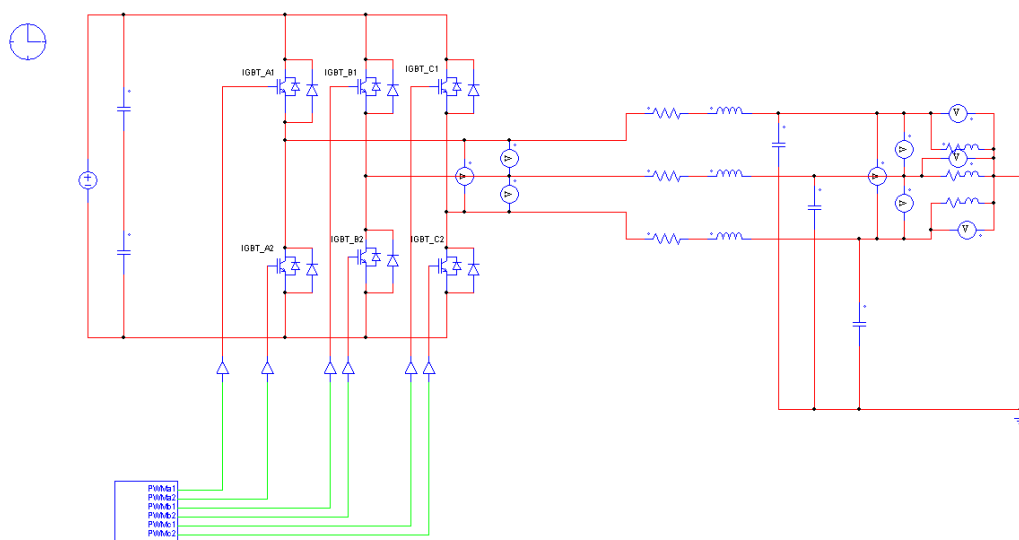 IGBT_A1
IGBT_B1
IGBT_C1
V
V
V
IGBT_A2
IGBT_B2
IGBT_C2
PWMa1
PWMa2
PWMb1
PWMb2
PWMc1
PWMc2